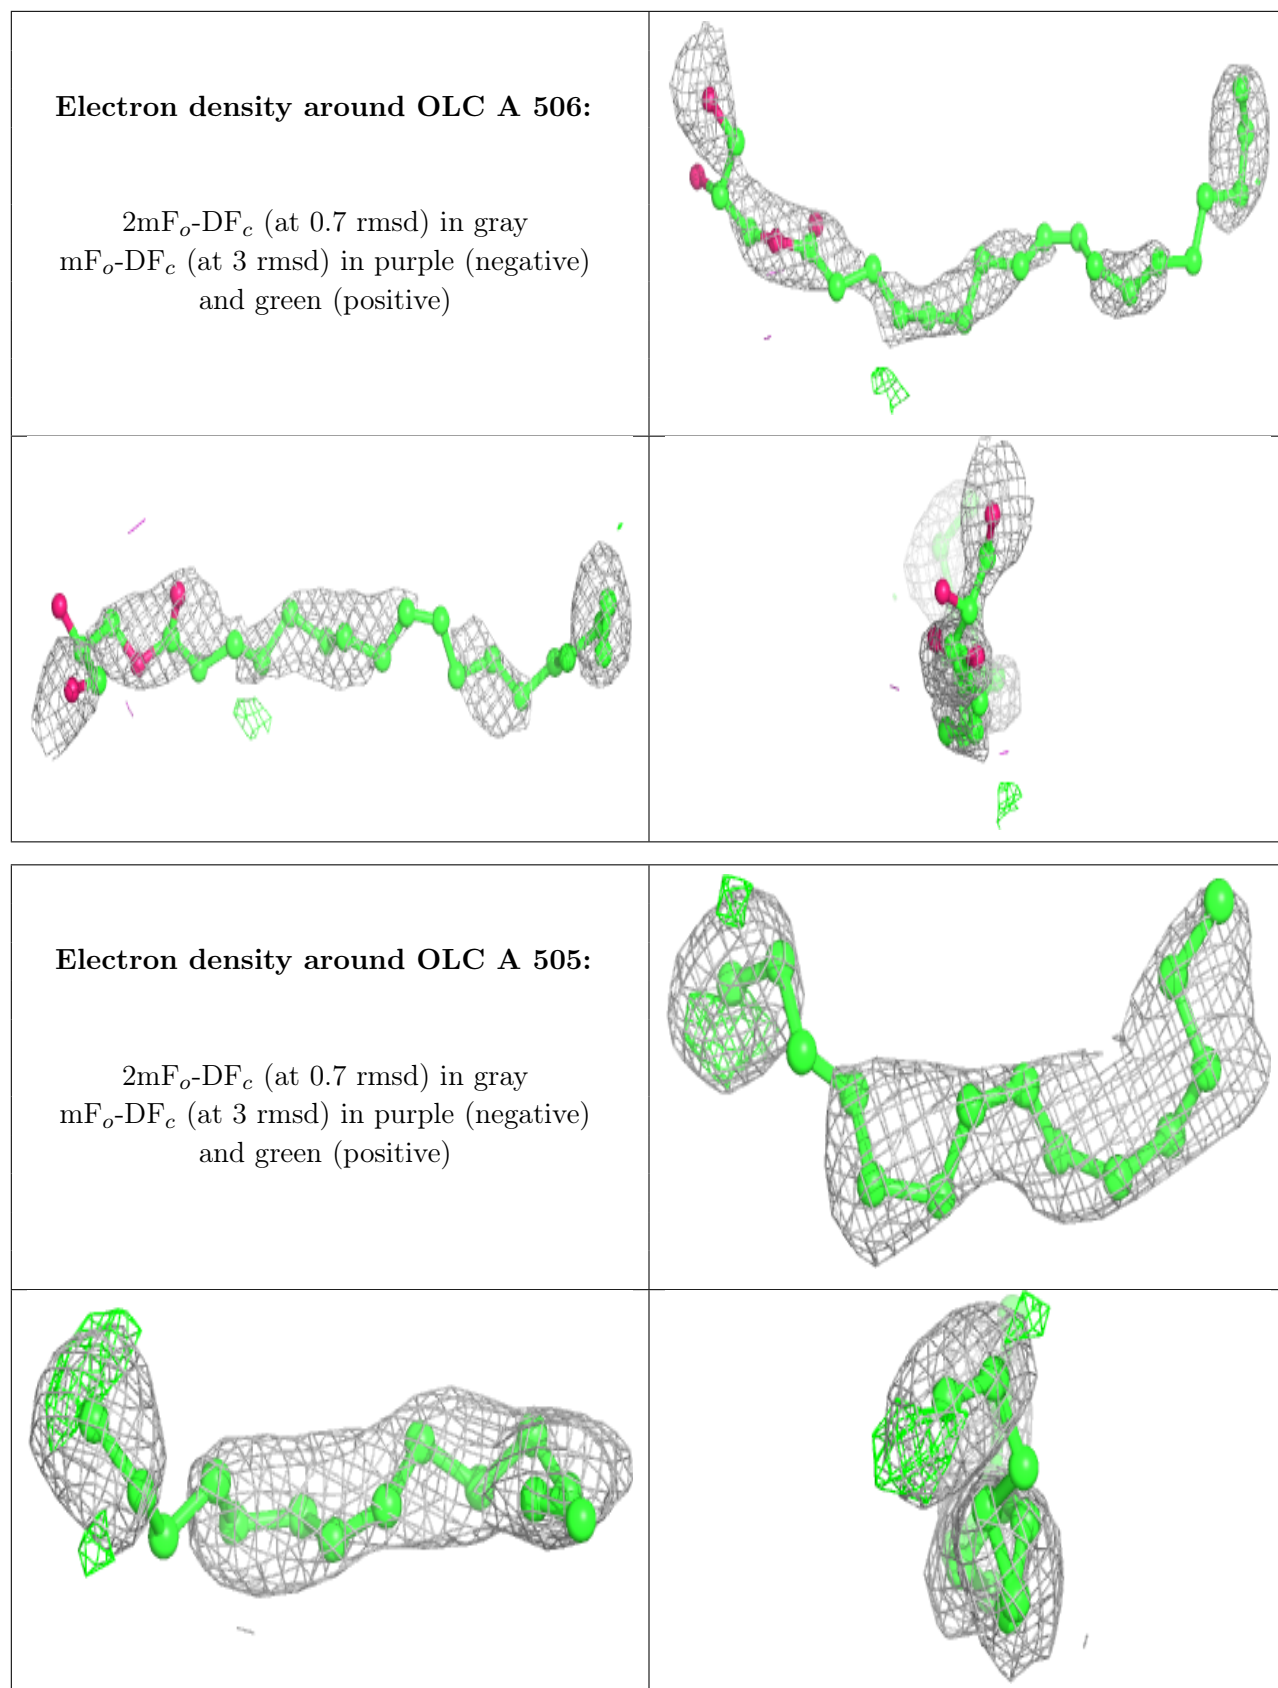 Electron density around OLC A 506:
2mFo-DFc (at 0.7 rmsd) in gray
mFo-DFc (at 3 rmsd) in purple (negative)
and green (positive)
Electron density around OLC A 505:
2mFo-DFc (at 0.7 rmsd) in gray
mFo-DFc (at 3 rmsd) in purple (negative)
and green (positive)